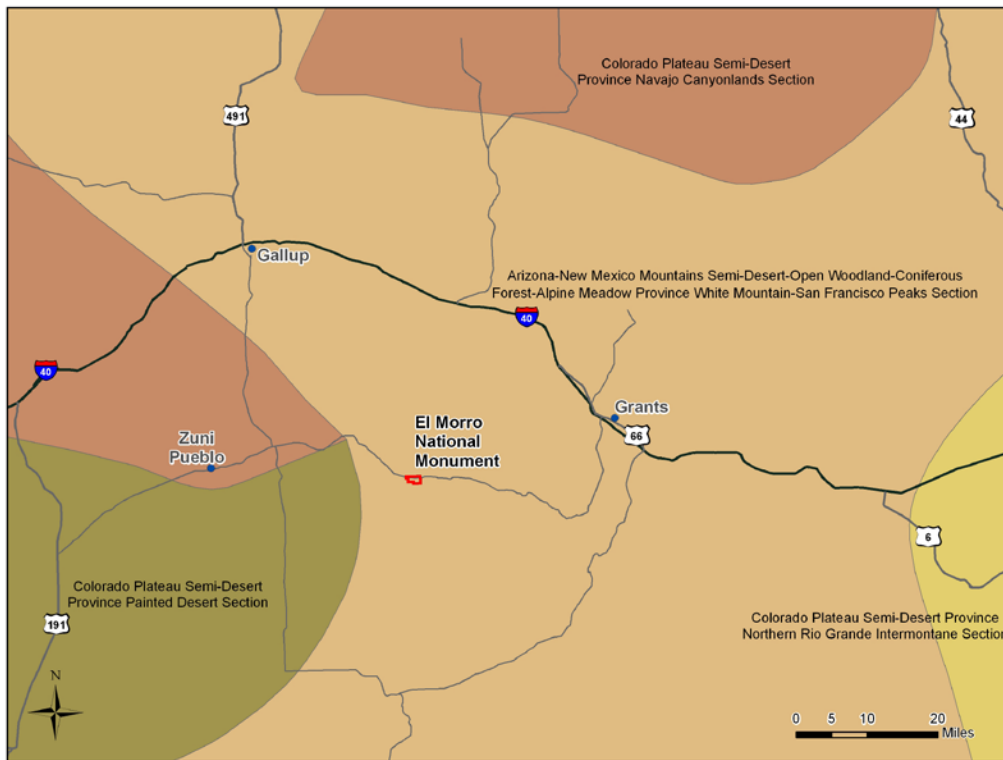 Colorado Plateau Semi-Desert
Province Navajo Canyonlands Section
491
44
Gallup
Arizona-New Mexico Mountains Semi-Desert-Open Woodland-Coniferous
Forest-Alpine Meadow Province White Mountain-San Francisco Peaks Section
40
40
Grants
66
El Morro
National
Monument
Zuni
Pueblo
6
Colorado Plateau Semi-Desert
Province Painted Desert Section
191
Colorado Plateau Semi-Desert Province
Northern Rio Grande Intermontane Section
N
0 5 10 20
Miles